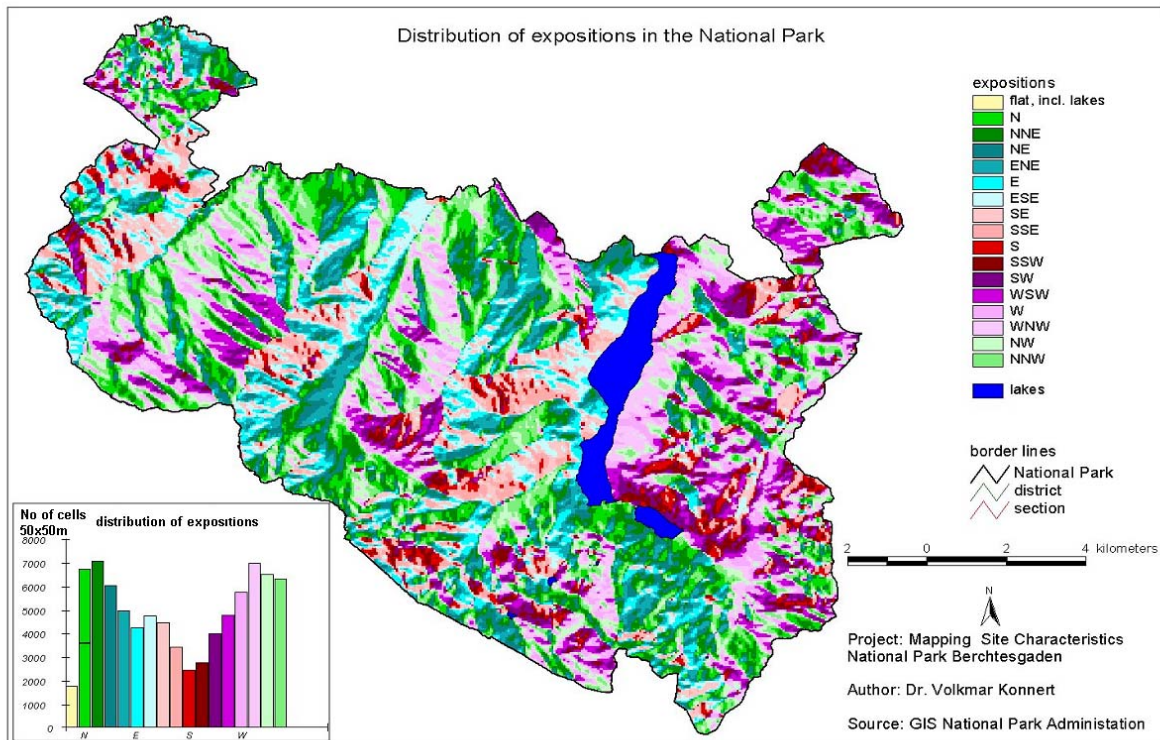 Distribution of expositions in the National Park
expositions
flat, incl. lakes
N
NNE
NE
ENE
E
ESE
SE
SSE
S
SSW
SW
WSW
W
WNW
NW
NNW
lakes
border lines
National Park
district
section
2 0 2 4 kilometers
N
Project: Mapping Site Characteristics
National Park Berchtesgaden
Author: Dr. Volkmar Konnert
Source: GIS National Park Administation
No of cells
50x50m
distribution of expositions
8000
7000
6000
5000
4000
3000
2000
1000
0
N E S W